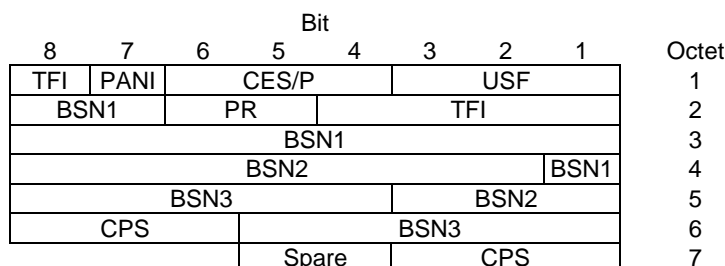 Bit
8 7 6 5 4 3 2 1 Octet
TFI PANI CES/P USF 1
BSN1 PR TFI 2
BSN1 3
BSN2 BSN1 4
BSN3 BSN2 5
CPS BSN3 6
Spare CPS 7